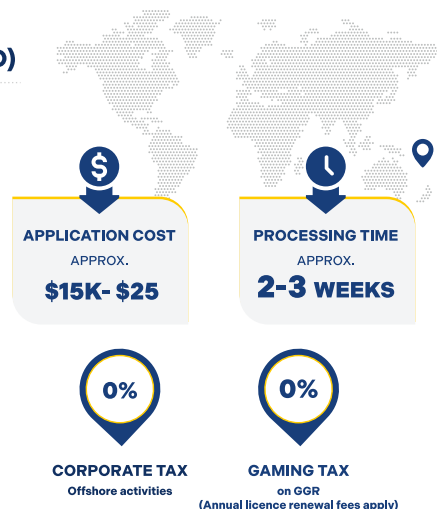 D)
$
APPLICATION COST
APPROX.
$15K- $25
PROCESSING TIME
APPROX.
2-3 WEEKS
0%
CORPORATE TAX
Offshore activities
0%
GAMING TAX
on GGR
(Annual licence renewal fees apply)